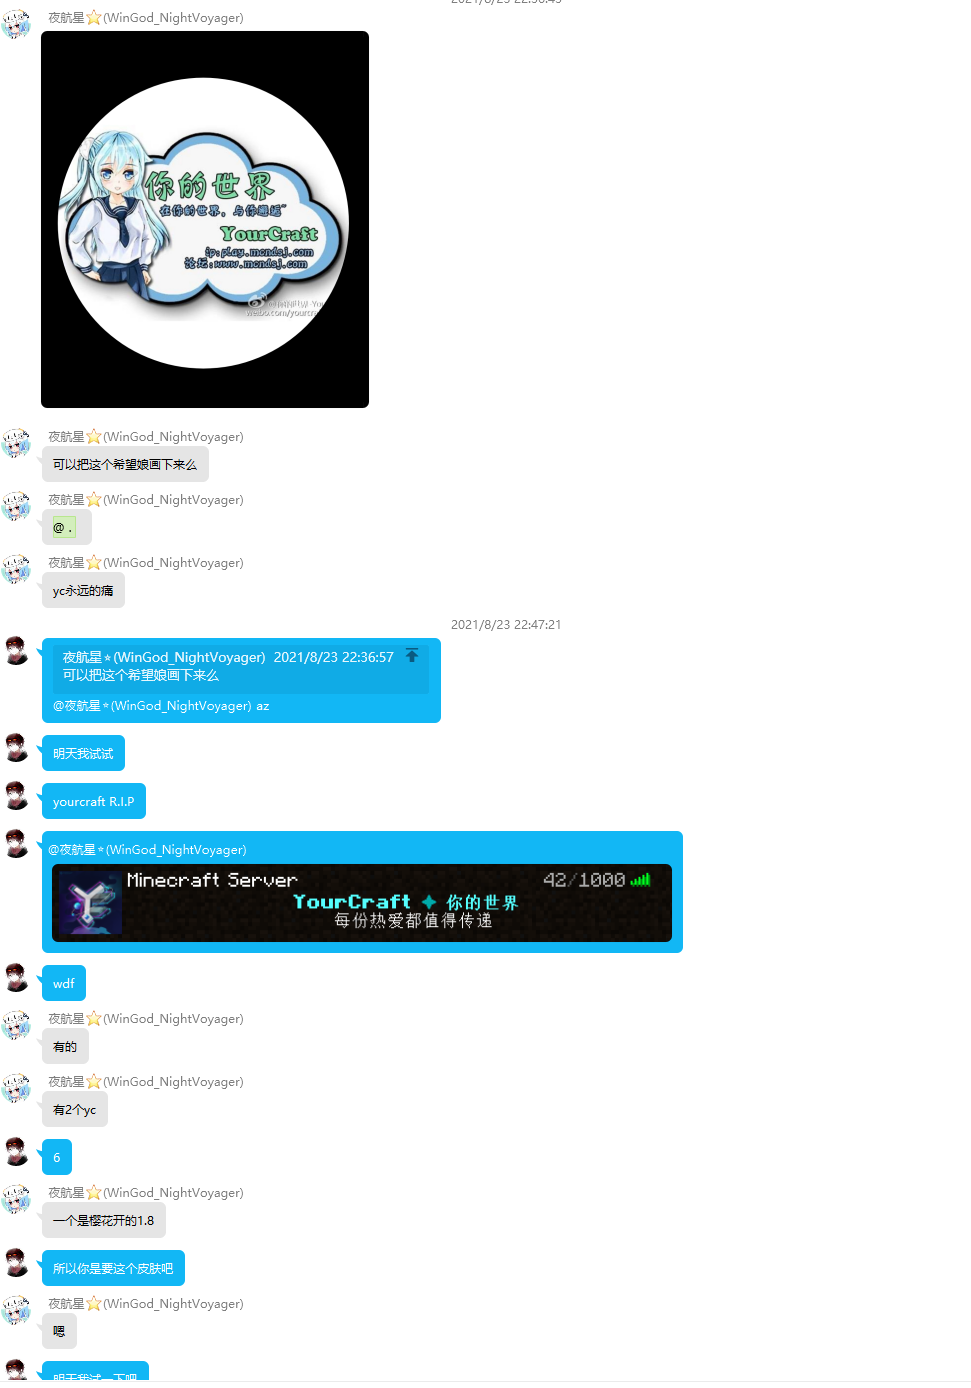 2021/8/23 22:36:45
夜航星⭐(WinGod_NightVoyager)
你的世界
在你的世界，与你邂逅~
YourCraft
ip:play.mcndsj.com
论坛:www.mcndsj.com
夜航星⭐(WinGod_NightVoyager)
可以把这个希望娘画下来么
夜航星⭐(WinGod_NightVoyager)
@ .
夜航星⭐(WinGod_NightVoyager)
yc永远的痛
2021/8/23 22:47:21
夜航星⭐(WinGod_NightVoyager) 2021/8/23 22:36:57
可以把这个希望娘画下来么
@夜航星⭐(WinGod_NightVoyager) az
明天我试试
yourcraft R.I.P
@夜航星⭐(WinGod_NightVoyager)
Minecraft Server 42/1000
YourCraft ✦ 你的世界
每份热爱都值得传递
wdf
夜航星⭐(WinGod_NightVoyager)
有的
夜航星⭐(WinGod_NightVoyager)
有2个yc
6
夜航星⭐(WinGod_NightVoyager)
一个是樱花开的1.8
所以你是要这个皮肤吧
夜航星⭐(WinGod_NightVoyager)
嗯
明天我试一下吧